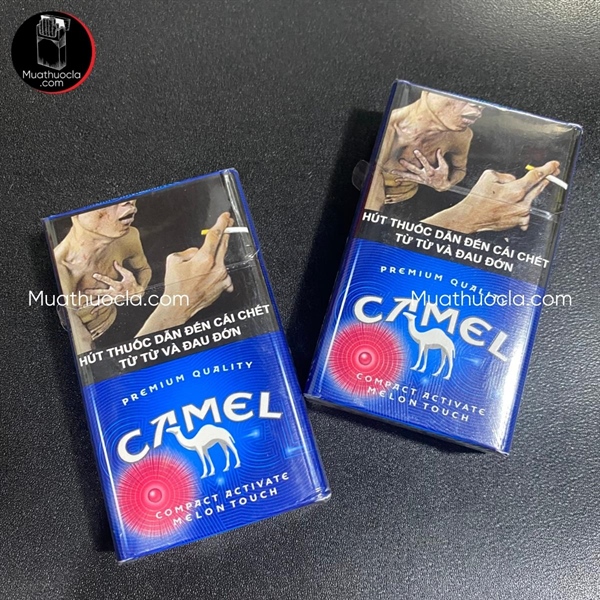 Muathuocla
.com
HÚT THUỐC DẪN ĐẾN CÁI CHẾT
TỪ TỪ VÀ ĐAU ĐỚN
PREMIUM QUALITY
CAMEL
COMPACT ACTIVATE
MELON TOUCH
HÚT THUỐC DẪN ĐẾN CÁI CHẾT
TỪ TỪ VÀ ĐAU ĐỚN
PREMIUM QUALITY
CAMEL
COMPACT ACTIVATE
MELON TOUCH
Muathuocla.com
Muathuocla.com